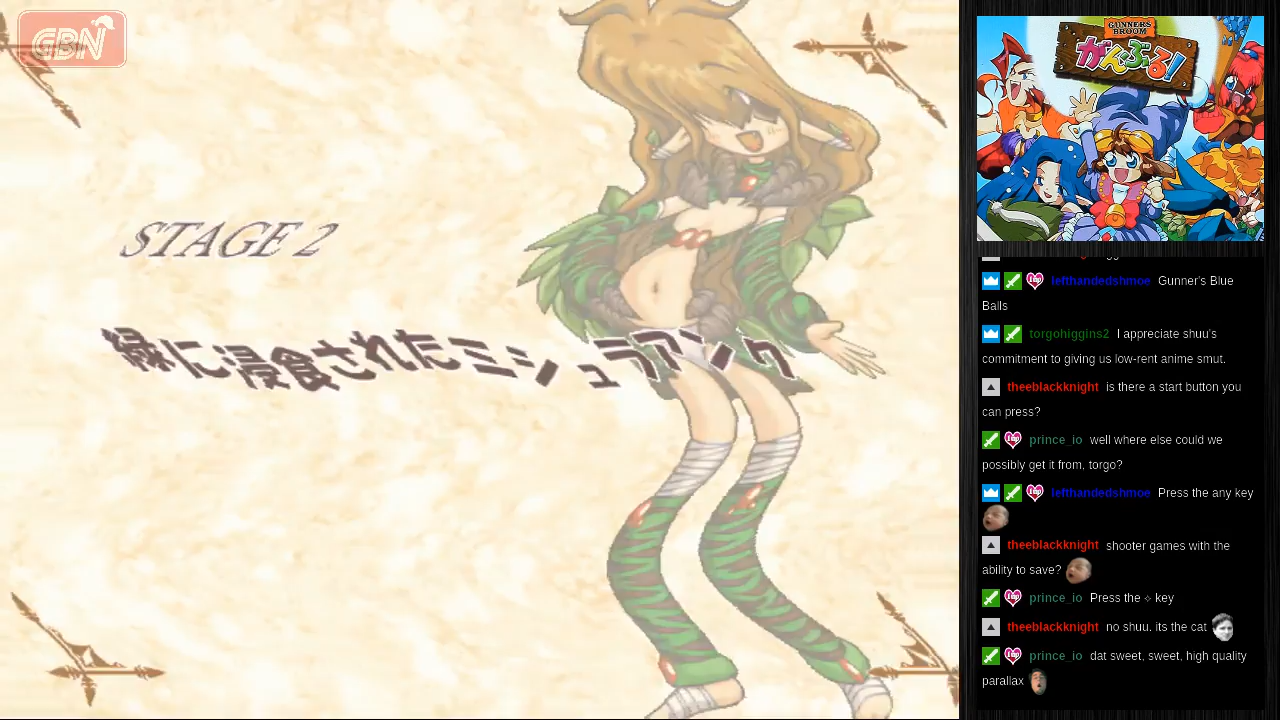 GBN
STAGE 2
緑に浸食されたミシュラアンク
GUNNERS
BROOM
がんぶる!
lefthandedshmoe Gunner's Blue
Balls
torgohiggins2 I appreciate shuu's
commitment to giving us low-rent anime smut.
theeblackknight is there a start button you
can press?
prince_io well where else could we
possibly get it from, torgo?
lefthandedshmoe Press the any key
theeblackknight shooter games with the
ability to save?
prince_io Press the ⟡ key
theeblackknight no shuu. its the cat
prince_io dat sweet, sweet, high quality
parallax